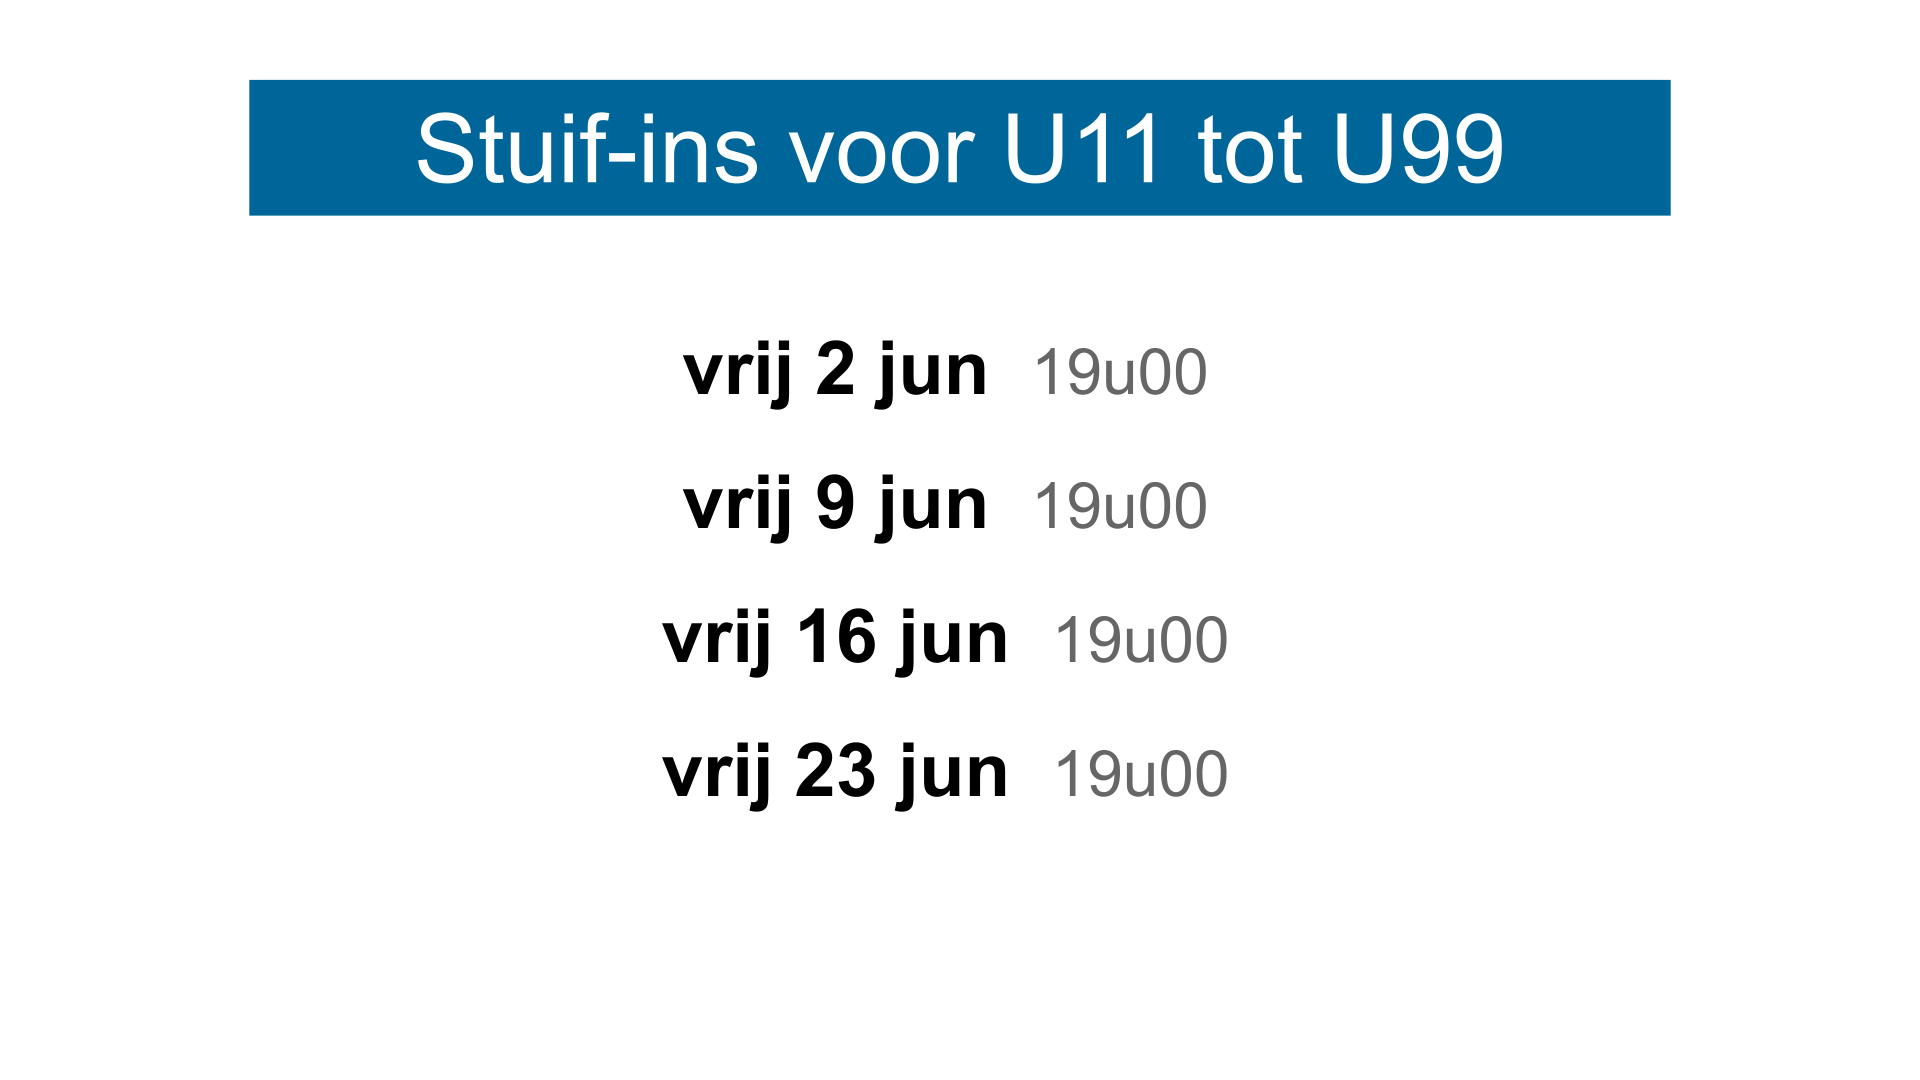 Stuif-ins voor U11 tot U99
vrij 2 jun 19u00
vrij 9 jun 19u00
vrij 16 jun 19u00
vrij 23 jun 19u00